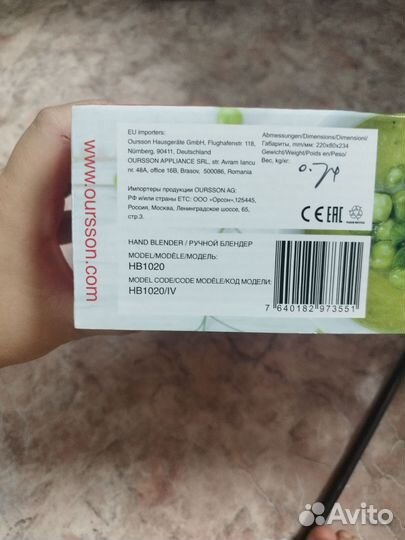 www.oursson.com
EU importers:
Oursson Hausgeräte GmbH, Flughafenstr. 118,
Nürnberg, 90411, Deutschland
OURSSON APPLIANCE SRL, str. Avram Iancu
nr. 48A, office 16B, Brasov, 500086, Romania
Импортеры продукции OURSSON AG:
РФ и/или страны ЕТС: ООО «Орсон»,125445,
Россия, Москва, Ленинградское шоссе, 65,
стр.3.
Abmessungen/Dimensions/Dimensioni/
Габариты, mm/мм: 220x80x234
Gewicht/Weight/Poids en/Peso/
Вес, kg/кг:
0.74
CE EAC
HAND BLENDER / РУЧНОЙ БЛЕНДЕР
MODEL/MODÈLE/МОДЕЛЬ:
HB1020
MODEL CODE/CODE MODÈLE/КОД МОДЕЛИ:
HB1020/IV
7 640182 973551
Avito